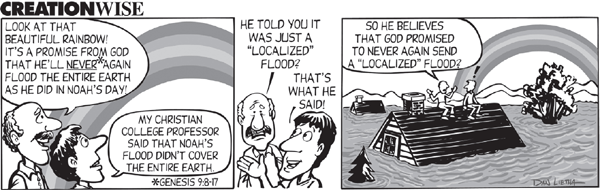 CREATIONWISE
LOOK AT THAT
BEAUTIFUL RAINBOW!
IT'S A PROMISE FROM GOD
THAT HE'LL NEVER* AGAIN
FLOOD THE ENTIRE EARTH
AS HE DID IN NOAH'S DAY!
MY CHRISTIAN
COLLEGE PROFESSOR
SAID THAT NOAH'S
FLOOD DIDN'T COVER
THE ENTIRE EARTH.
*GENESIS 9:8-17
HE TOLD YOU IT
WAS JUST A
"LOCALIZED"
FLOOD?
THAT'S
WHAT HE
SAID!
SO HE BELIEVES
THAT GOD PROMISED
TO NEVER AGAIN SEND
A "LOCALIZED" FLOOD?
DAN LIETHA